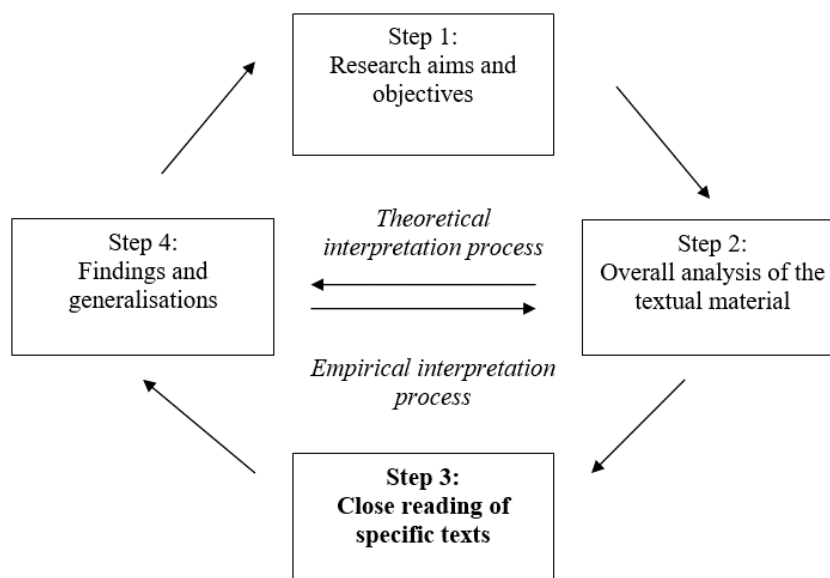 Step 1:
Research aims and
objectives
Theoretical
interpretation process
Step 4:
Findings and
generalisations
Step 2:
Overall analysis of the
textual material
Empirical interpretation
process
Step 3:
Close reading of
specific texts